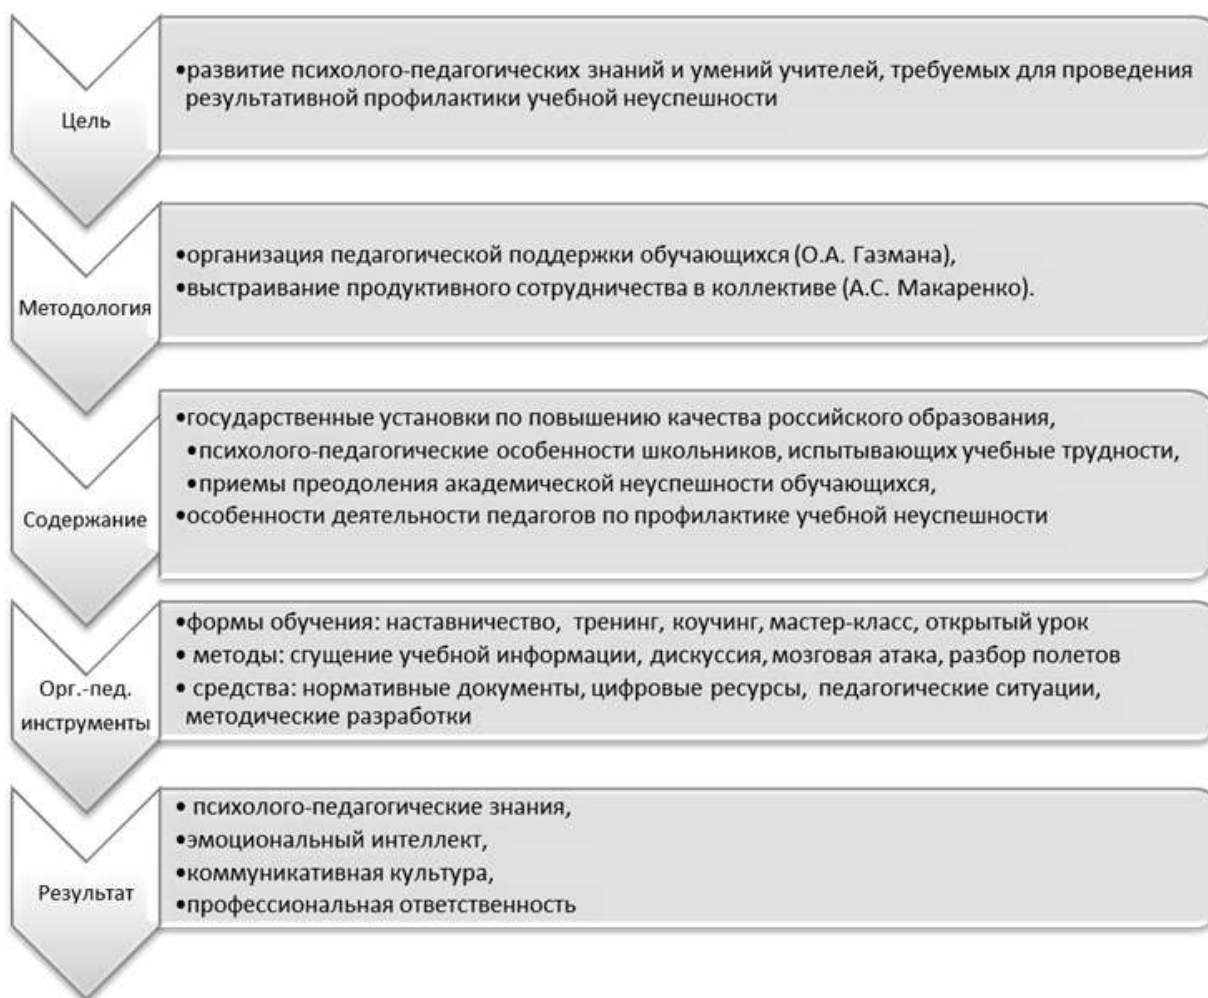 Цель
•развитие психолого-педагогических знаний и умений учителей, требуемых для проведения
результативной профилактики учебной неуспешности
Методология
•организация педагогической поддержки обучающихся (О.А. Газмана),
•выстраивание продуктивного сотрудничества в коллективе (А.С. Макаренко).
Содержание
•государственные установки по повышению качества российского образования,
•психолого-педагогические особенности школьников, испытывающих учебные трудности,
•приемы преодоления академической неуспешности обучающихся,
•особенности деятельности педагогов по профилактике учебной неуспешности
Орг.-пед.
инструменты
•формы обучения: наставничество, тренинг, коучинг, мастер-класс, открытый урок
• методы: сгущение учебной информации, дискуссия, мозговая атака, разбор полетов
• средства: нормативные документы, цифровые ресурсы, педагогические ситуации,
методические разработки
Результат
• психолого-педагогические знания,
•эмоциональный интеллект,
•коммуникативная культура,
•профессиональная ответственность